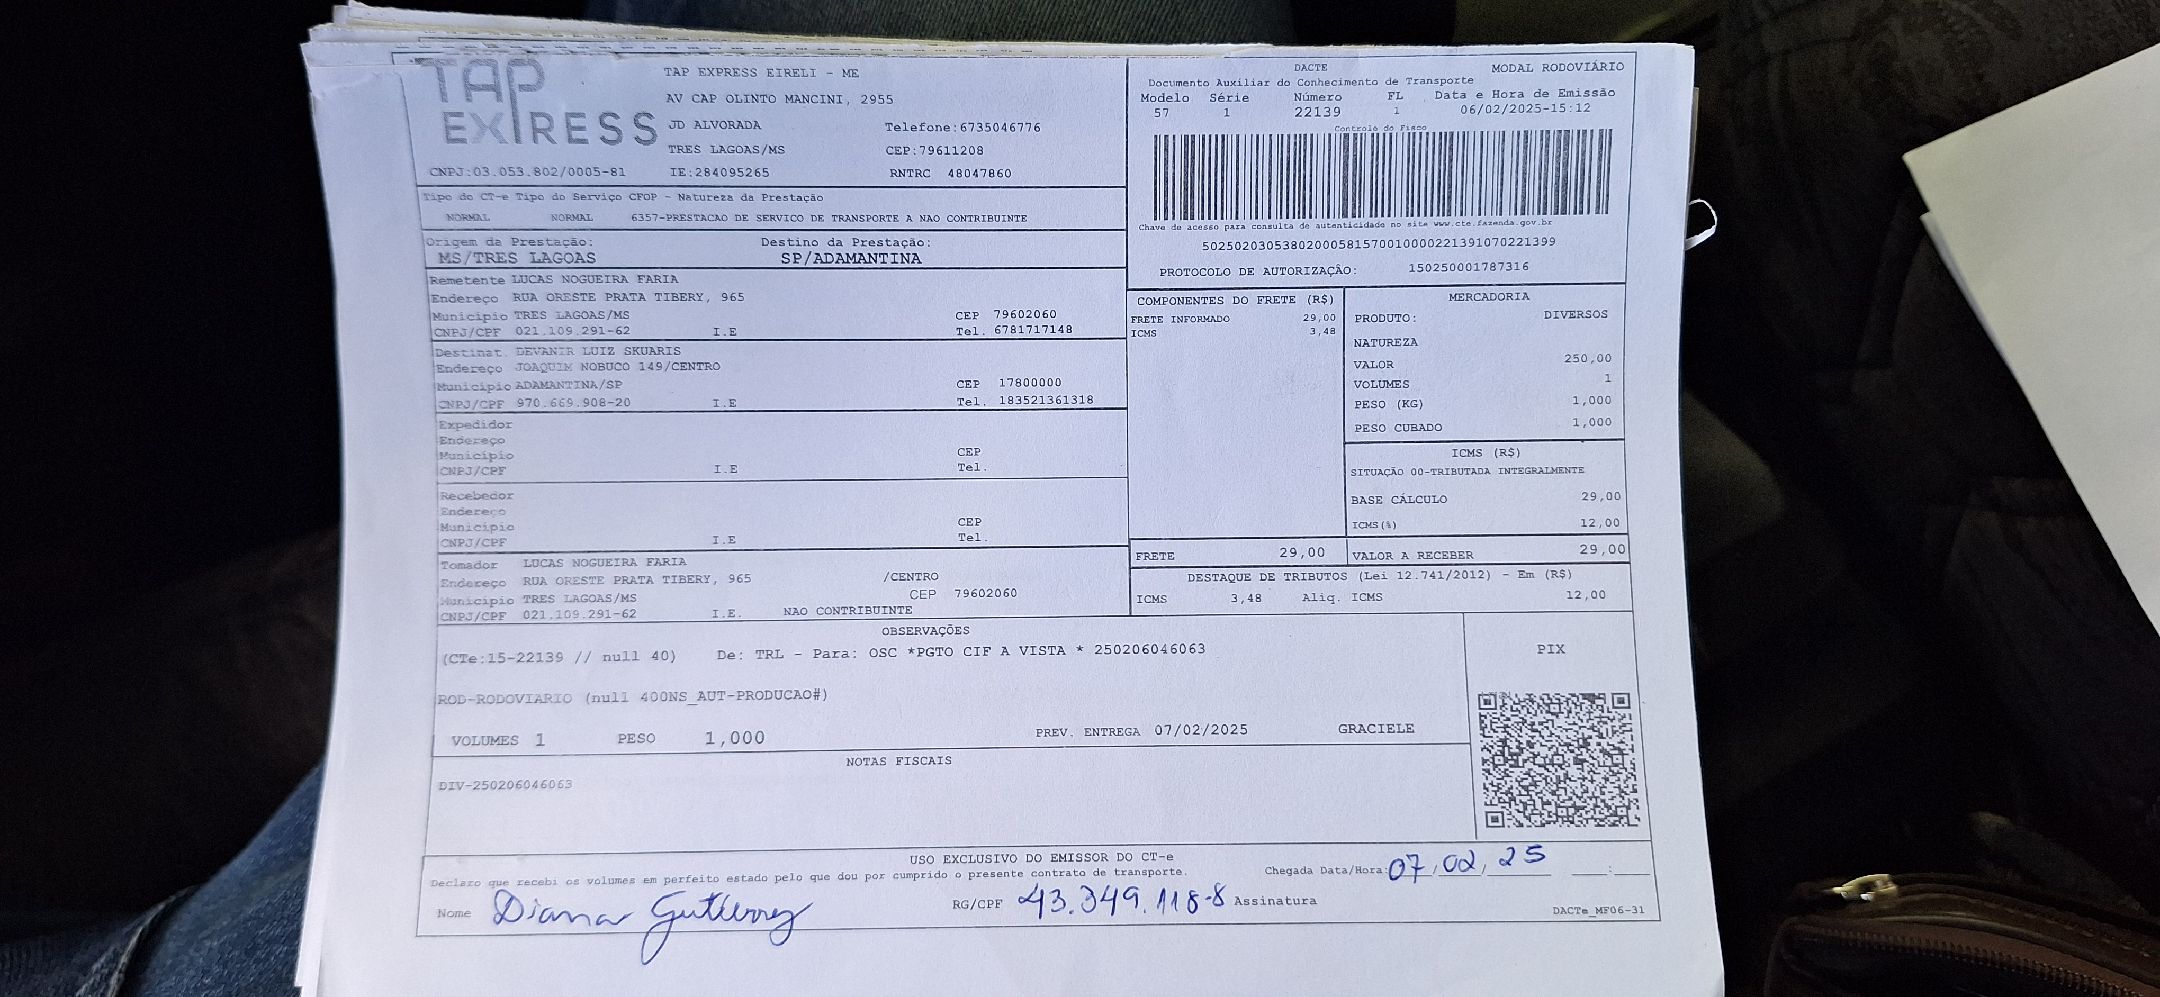 TAP EXPRESS
TAP EXPRESS EIRELI - ME
AV CAP OLINTO MANCINI, 2955
JD ALVORADA Telefone:6735046776
TRES LAGOAS/MS CEP:79611208
CNPJ:03.053.802/0005-81 IE:284095265 RNTRC 48047860
DACTE MODAL RODOVIÁRIO
Documento Auxiliar do Conhecimento de Transporte
Modelo Série Número FL Data e Hora de Emissão
57 1 22139 1 06/02/2025-15:12
Controle do Fisco
Chave de acesso para consulta de autenticidade no site www.cte.fazenda.gov.br
50250203053802000581570010000221391070221399
PROTOCOLO DE AUTORIZAÇÃO: 150250001787316
Tipo do CT-e Tipo do Serviço CFOP - Natureza da Prestação
NORMAL NORMAL 6357-PRESTACAO DE SERVICO DE TRANSPORTE A NAO CONTRIBUINTE
Origem da Prestação: Destino da Prestação:
MS/TRES LAGOAS SP/ADAMANTINA
Remetente LUCAS NOGUEIRA FARIA
Endereço RUA ORESTE PRATA TIBERY, 965
Município TRES LAGOAS/MS CEP 79602060
CNPJ/CPF 021.109.291-62 I.E Tel. 6781717148
Destinat. DEVANIR LUIZ SKUARIS
Endereço JOAQUIM NOBUCO 149/CENTRO
Município ADAMANTINA/SP CEP 17800000
CNPJ/CPF 970.669.908-20 I.E Tel. 183521361318
Expedidor
Endereço
Município CEP
CNPJ/CPF I.E Tel.
Recebedor
Endereço
Município CEP
CNPJ/CPF I.E Tel.
Tomador LUCAS NOGUEIRA FARIA
Endereço RUA ORESTE PRATA TIBERY, 965 /CENTRO
Município TRES LAGOAS/MS CEP 79602060
CNPJ/CPF 021.109.291-62 I.E. NAO CONTRIBUINTE
COMPONENTES DO FRETE (R$)
FRETE INFORMADO 29,00
ICMS 3,48
MERCADORIA
PRODUTO: DIVERSOS
NATUREZA
VALOR 250,00
VOLUMES 1
PESO (KG) 1,000
PESO CUBADO 1,000
ICMS (R$)
SITUAÇÃO 00-TRIBUTADA INTEGRALMENTE
BASE CÁLCULO 29,00
ICMS(%) 12,00
FRETE 29,00 VALOR A RECEBER 29,00
DESTAQUE DE TRIBUTOS (Lei 12.741/2012) - Em (R$)
ICMS 3,48 Aliq. ICMS 12,00
OBSERVAÇÕES
(CTe:15-22139 // null 40) De: TRL - Para: OSC *PGTO CIF A VISTA * 250206046063
ROD-RODOVIARIO (null 400NS_AUT-PRODUCAO#)
VOLUMES 1 PESO 1,000 PREV. ENTREGA 07/02/2025 GRACIELE
PIX
NOTAS FISCAIS
DIV-250206046063
USO EXCLUSIVO DO EMISSOR DO CT-e
Declaro que recebi os volumes em perfeito estado pelo que dou por cumprido o presente contrato de transporte.
Chegada Data/Hora: 07/02/25 :
Nome Diana Gutierrez RG/CPF 43.349.118-8 Assinatura
DACTe_MF06-31